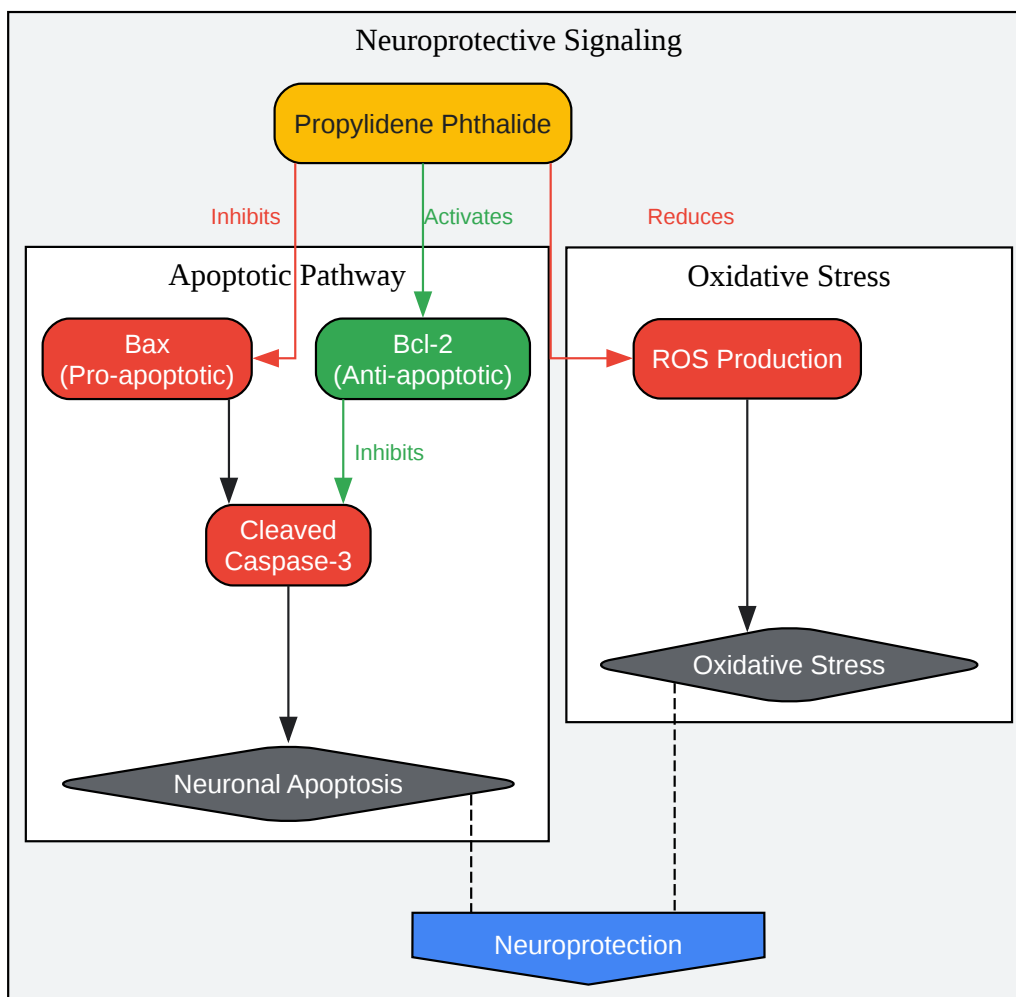 Neuroprotective Signaling
Propylidene Phthalide
Inhibits
Activates
Reduces
Apoptotic Pathway
Oxidative Stress
Bax
(Pro-apoptotic)
Bcl-2
(Anti-apoptotic)
ROS Production
Inhibits
Cleaved
Caspase-3
Oxidative Stress
Neuronal Apoptosis
Neuroprotection